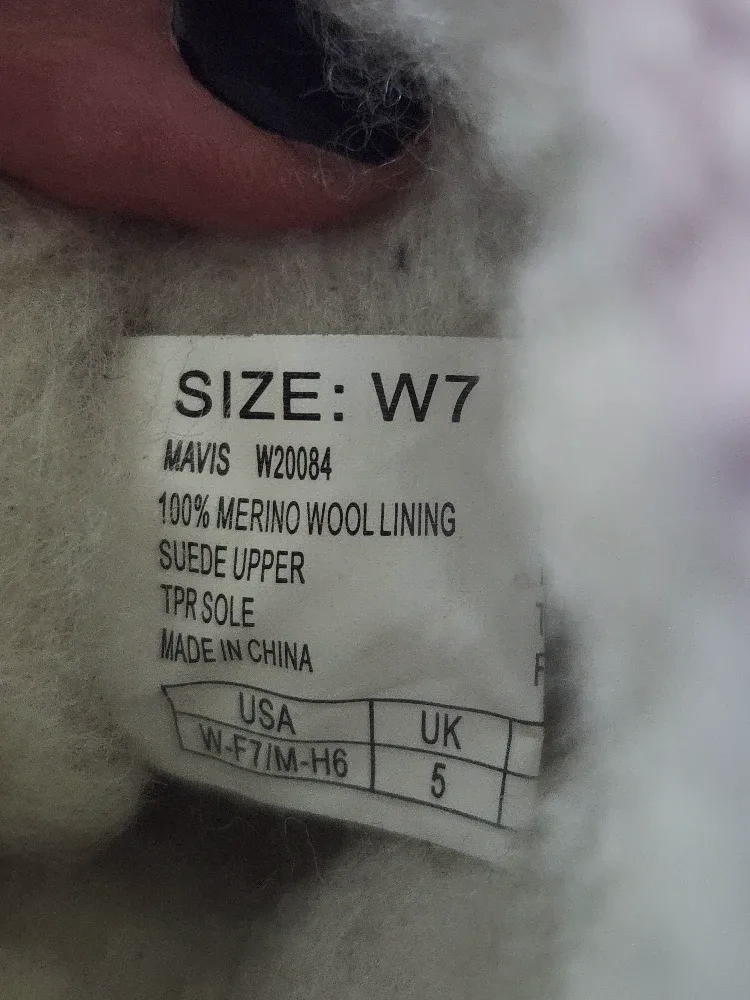 SIZE: W7
MAVIS W20084
100% MERINO WOOL LINING
SUEDE UPPER
TPR SOLE
MADE IN CHINA
USA UK
W-F7/M-H6 5